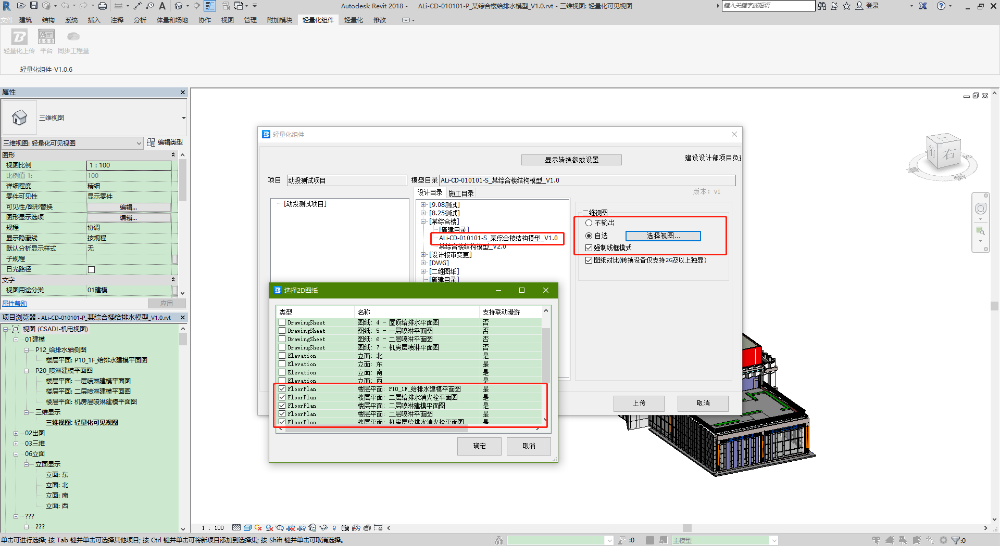 Autodesk Revit 2018 - ALi-CD-010101-P_某综合楼给排水模型_V1.0.rvt - 三维视图: 轻量化可见视图
键入关键字或短语
登录
文件 建筑 结构 系统 插入 注释 分析 体量和场地 协作 视图 管理 附加模块 轻量化组件 轻量化 修改
轻量化上传 平台 同步工程量
轻量化组件-V1.0.6
属性
三维视图
三维视图: 轻量化可见视图
编辑类型
图形
视图比例 1 : 100
比例值 1: 100
详细程度 精细
零件可见性 显示零件
可见性/图形替换 编辑...
图形显示选项 编辑...
规程 协调
显示隐藏线 按规程
默认分析显示样式 无
子规程
日光路径
文字
视图用途分类 01建模
属性帮助 应用
项目浏览器 - ALi-CD-010101-P_某综合楼给排水模型_V1.0.rvt
视图 (CSADI-机电视图)
01建模
P12_给排水轴侧图
楼层平面: P10_1F_给排水建模平面图
P20_喷淋建模平面图
楼层平面: 一层喷淋建模平面图
楼层平面: 二层喷淋建模平面图
楼层平面: 机房层喷淋建模平面图
三维显示
三维视图: 轻量化可见视图
02出图
03三维
06立面
立面显示
立面: 东
立面: 北
立面: 南
立面: 西
???
???
轻量化组件
显示转换参数设置
建设设计部项目负
项目 动投测试项目
模型目录 ALi-CD-010101-S_某综合楼结构模型_V1.0
设计目录 施工目录
版本: v1
[动投测试项目]
[9.08测试]
[8.25测试]
[某综合楼]
[新建目录]
ALi-CD-010101-S_某综合楼结构模型_V1.0
某综合楼结构模型_V2.0
[设计报审变更]
[DWG]
[二维图纸]
[新建目录]
二维视图
不输出
自选 选择视图...
强制线框模式
图纸对比(转换设备仅支持2G及以上独显)
上传 取消
选择2D图纸
类型 名称 支持联动漫游
DrawingSheet 图纸: 4 - 屋顶给排水平面图 否
DrawingSheet 图纸: 5 - 一层喷淋平面图 否
DrawingSheet 图纸: 6 - 二层喷淋平面图 否
DrawingSheet 图纸: 7 - 机房层喷淋平面图 否
Elevation 立面: 北 是
Elevation 立面: 东 是
Elevation 立面: 南 是
Elevation 立面: 西 是
FloorPlan 楼层平面: P10_1F_给排水建模平面图 是
FloorPlan 楼层平面: 二层给排水消火栓平面图 是
FloorPlan 楼层平面: 二层喷淋建模平面图 是
FloorPlan 楼层平面: 二层喷淋平面图 是
FloorPlan 楼层平面: 机房层给排水消火栓平面图 是
确定 取消
前 右
1 : 100
单击可进行选择; 按 Tab 键并单击可选择其他项目; 按 Ctrl 键并单击可将新项目添加到选择集; 按 Shift 键并单击可取消选择。
:0
主模型
:0